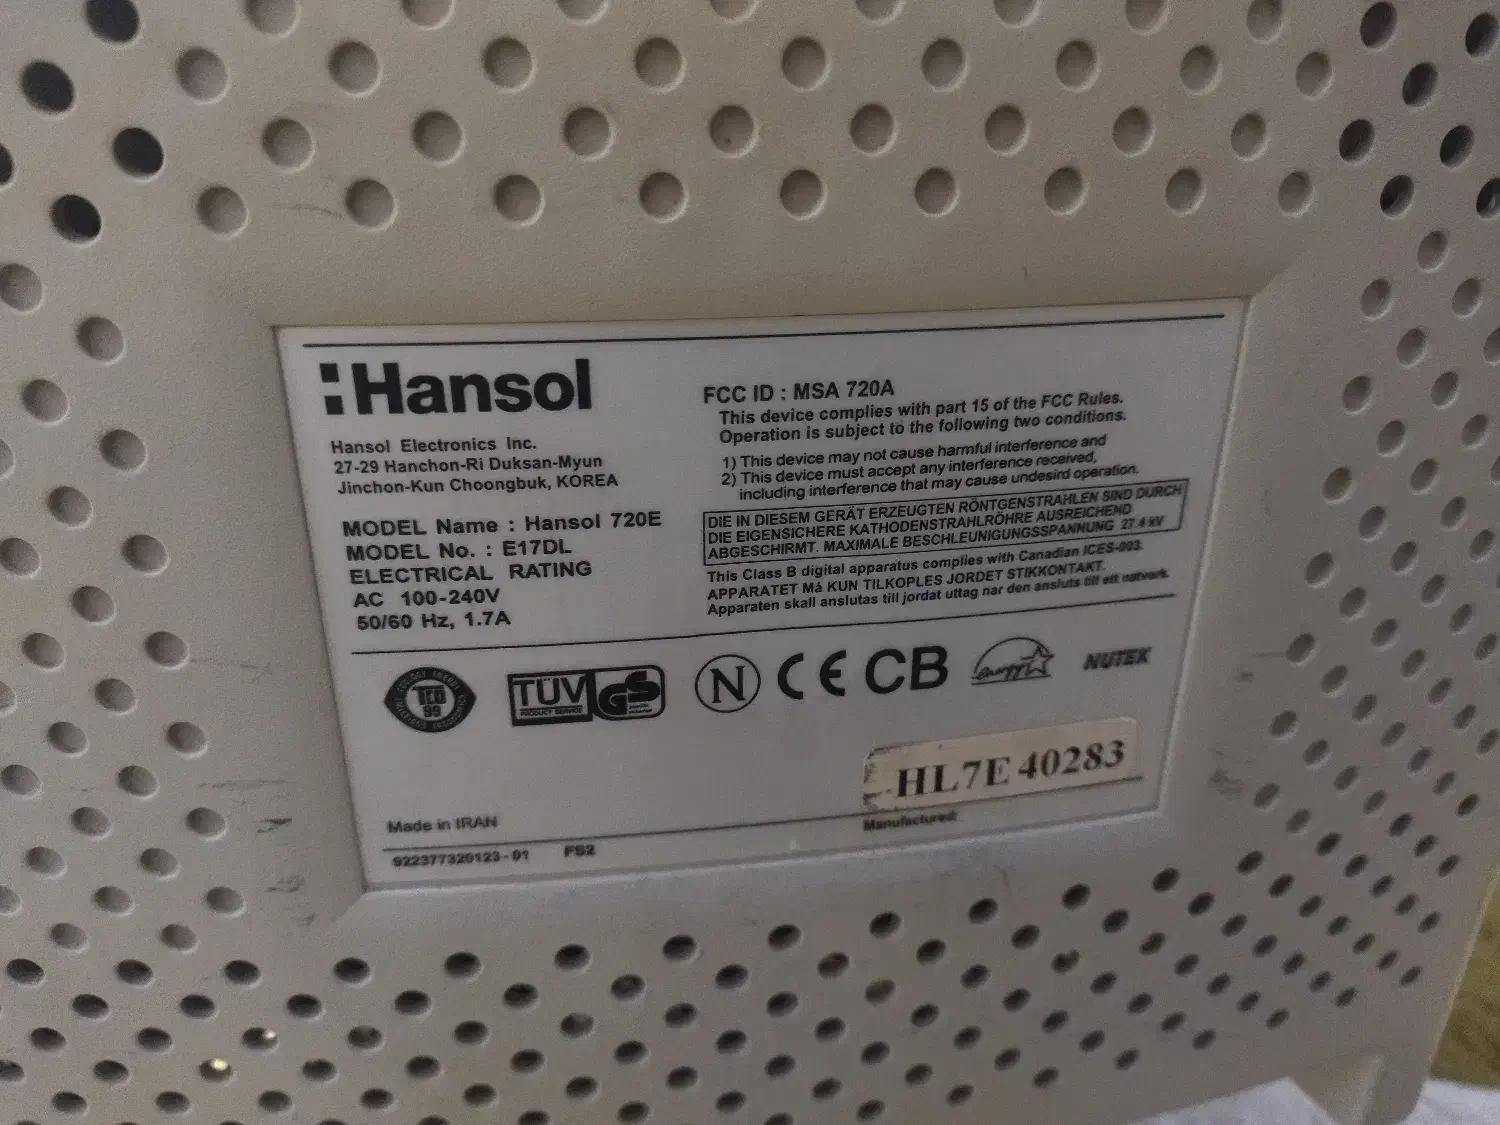 Hansol
Hansol Electronics Inc.
27-29 Hanchon-Ri Duksan-Myun
Jinchon-Kun Choongbuk, KOREA
MODEL Name : Hansol 720E
MODEL No. : E17DL
ELECTRICAL RATING
AC 100-240V
50/60 Hz, 1.7A
FCC ID : MSA 720A
This device complies with part 15 of the FCC Rules.
Operation is subject to the following two conditions.
1) This device may not cause harmful interference and
2) This device must accept any interference received,
including interference that may cause undesird operation.
DIE IN DIESEM GERÄT ERZEUGTEN RÖNTGENSTRAHLEN SIND DURCH
DIE EIGENSICHERE KATHODENSTRAHLRÖHRE AUSREICHEND
ABGESCHIRMT. MAXIMALE BESCHLEUNIGUNGSSPANNUNG 27.4 kV
This Class B digital apparatus complies with Canadian ICES-003.
APPARATET Må KUN TILKOPLES JORDET STIKKONTAKT.
Apparaten skall anslutas till jordat uttag nar den ansluts till ett natverk.
TCO
99
TÜV
PRODUCT SERVICE
GS
N
CE
CB
energy
NUTEK
HL7E 40283
Made in IRAN
Manufactured:
922377320123-01 FS2